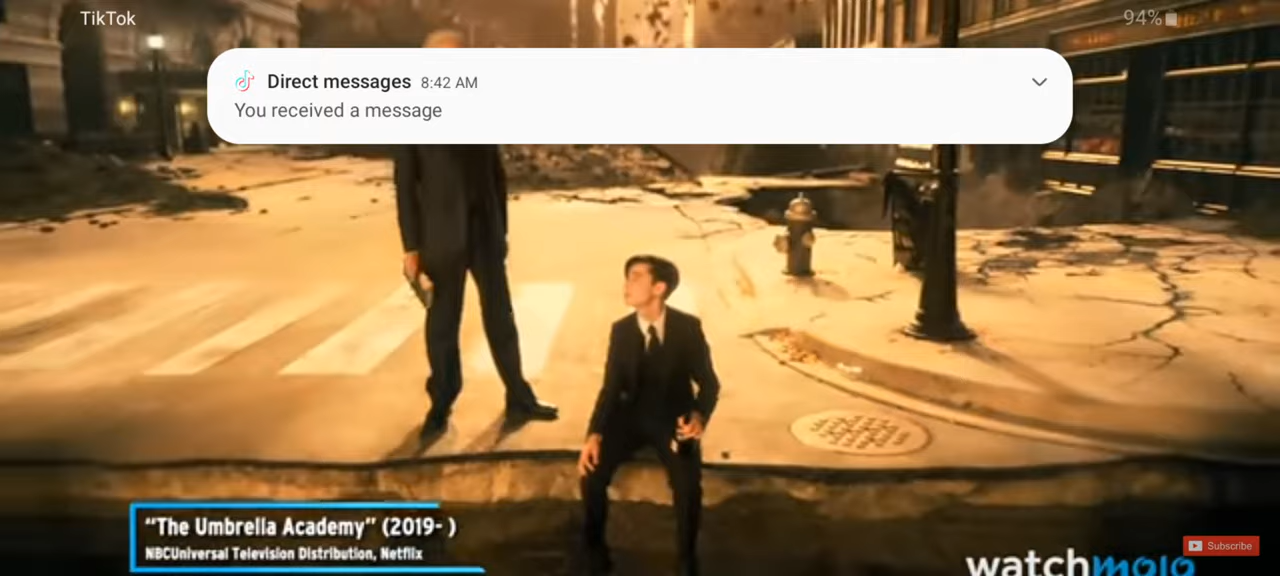 TikTok
94%
Direct messages 8:42 AM
You received a message
"The Umbrella Academy" (2019- )
NBCUniversal Television Distribution, Netflix
Subscribe
watchmojo